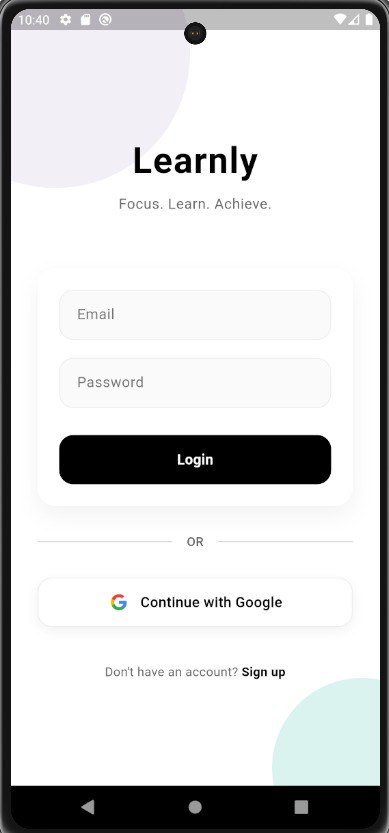 10:40
Learnly
Focus. Learn. Achieve.
Email
Password
Login
OR
Continue with Google
Don't have an account? Sign up